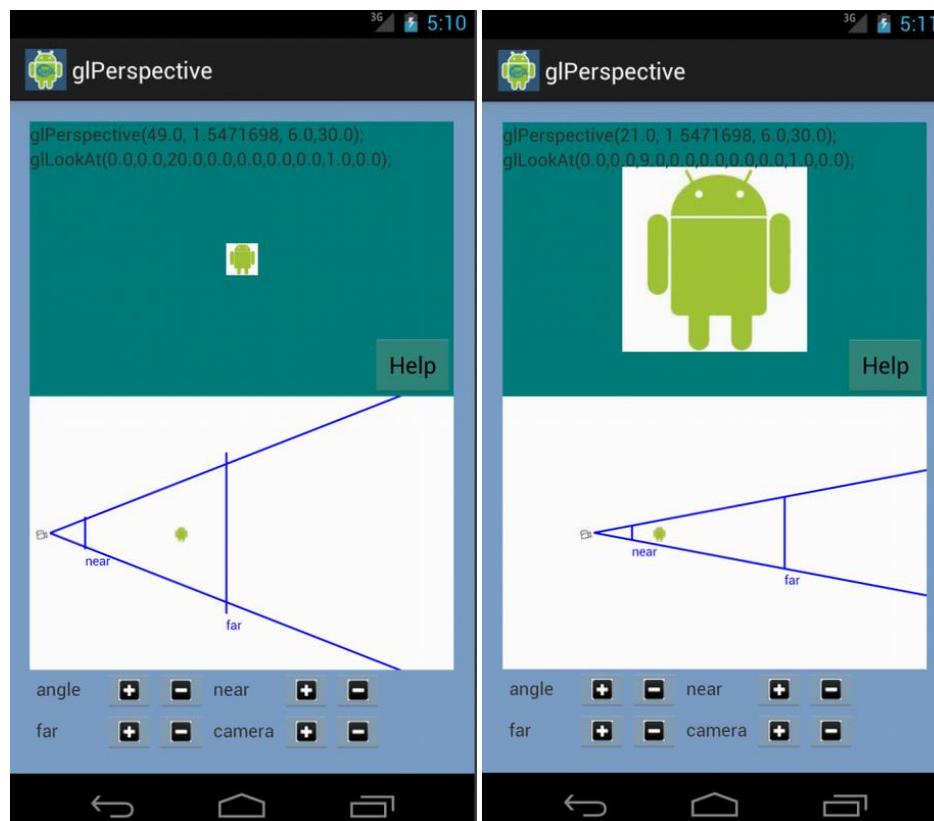 3G 5:10
glPerspective
glPerspective(49.0, 1.5471698, 6.0,30.0);
glLookAt(0.0,0.0,20.0,0.0,0.0,0.0,0.0,1.0,0.0);
Help
near
far
angle near
far camera
3G 5:11
glPerspective
glPerspective(21.0, 1.5471698, 6.0,30.0);
glLookAt(0.0,0.0,9.0,0.0,0.0,0.0,0.0,1.0,0.0);
Help
near
far
angle near
far camera